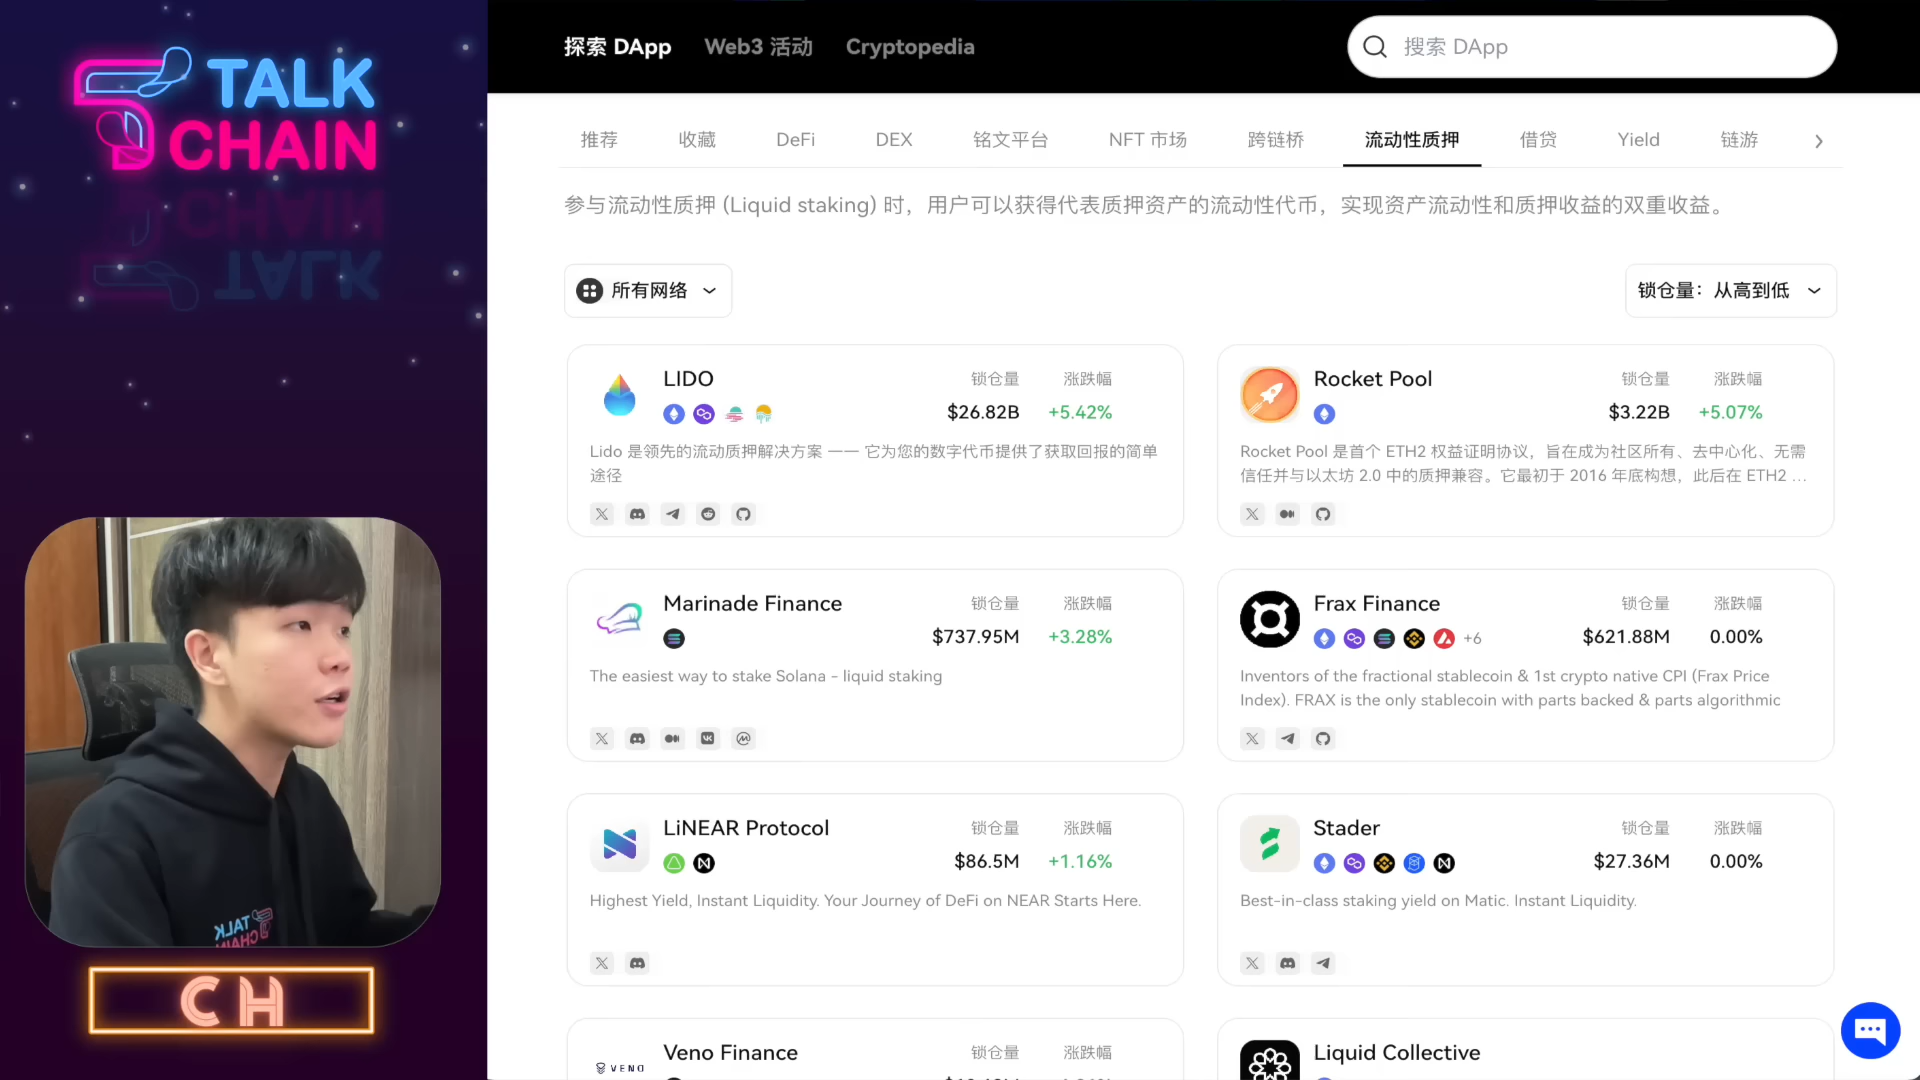 TALK
CHAIN
探索 DApp
Web3 活动
Cryptopedia
搜索 DApp
推荐
收藏
DeFi
DEX
铭文平台
NFT 市场
跨链桥
流动性质押
借贷
Yield
链游
参与流动性质押 (Liquid staking) 时，用户可以获得代表质押资产的流动性代币，实现资产流动性和质押收益的双重收益。
所有网络
锁仓量：从高到低
LIDO
锁仓量
涨跌幅
$26.82B
+5.42%
Lido 是领先的流动质押解决方案 —— 它为您的数字代币提供了获取回报的简单
途径
Rocket Pool
锁仓量
涨跌幅
$3.22B
+5.07%
Rocket Pool 是首个 ETH2 权益证明协议，旨在成为社区所有、去中心化、无需
信任并与以太坊 2.0 中的质押兼容。它最初于 2016 年底构想，此后在 ETH2 ...
Marinade Finance
锁仓量
涨跌幅
$737.95M
+3.28%
The easiest way to stake Solana - liquid staking
Frax Finance
锁仓量
涨跌幅
+6
$621.88M
0.00%
Inventors of the fractional stablecoin & 1st crypto native CPI (Frax Price
Index). FRAX is the only stablecoin with parts backed & parts algorithmic
LiNEAR Protocol
锁仓量
涨跌幅
$86.5M
+1.16%
Highest Yield, Instant Liquidity. Your Journey of DeFi on NEAR Starts Here.
Stader
锁仓量
涨跌幅
$27.36M
0.00%
Best-in-class staking yield on Matic. Instant Liquidity.
VENO
Veno Finance
锁仓量
涨跌幅
Liquid Collective
锁仓量
涨跌幅
TALK
CHAIN
CH